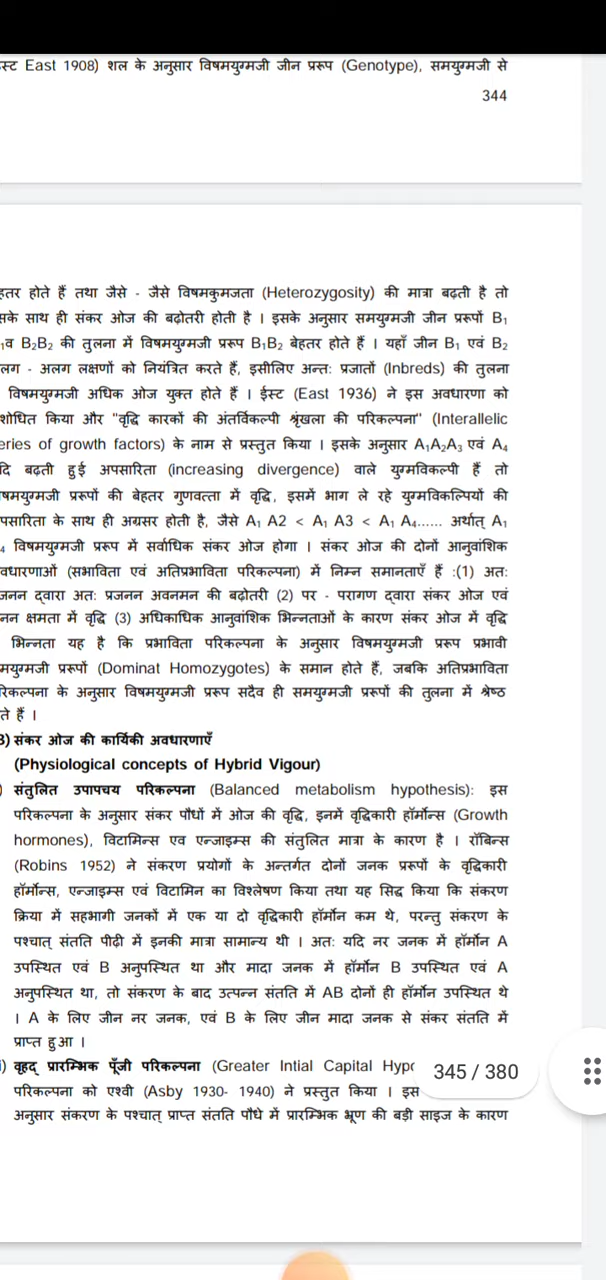 स्ट East 1908) शल के अनुसार विषमयुग्मजी जीन प्ररूप (Genotype), समयुग्मजी से
344
हतर होते हैं तथा जैसे - जैसे विषमकुमजता (Heterozygosity) की मात्रा बढ़ती है तो
सके साथ ही संकर ओज की बढ़ोतरी होती है । इसके अनुसार समयुग्मजी जीन प्ररूपों B₁
₁व B₂B₂ की तुलना में विषमयुग्मजी प्ररूप B₁B₂ बेहतर होते हैं । यहाँ जीन B₁ एवं B₂
लग - अलग लक्षणों को नियंत्रित करते हैं, इसीलिए अन्त: प्रजातों (Inbreds) की तुलना
विषमयुग्मजी अधिक ओज युक्त होते हैं । ईस्ट (East 1936) ने इस अवधारणा को
शोधित किया और "वृद्धि कारकों की अंतर्विकल्पी श्रृंखला की परिकल्पना" (Interallelic
eries of growth factors) के नाम से प्रस्तुत किया । इसके अनुसार A₁A₂A₃ एवं A₄
दि बढ़ती हुई अपसारिता (increasing divergence) वाले युग्मविकल्पी हैं तो
षमयुग्मजी प्ररूपों की बेहतर गुणवत्ता में वृद्धि, इसमें भाग ले रहे युग्मविकल्पियों की
पसारिता के साथ ही अग्रसर होती है, जैसे A₁ A2 < A₁ A3 < A₁ A₄...... अर्थात् A₁
₄ विषमयुग्मजी प्ररूप में सर्वाधिक संकर ओज होगा । संकर ओज की दोनों आनुवांशिक
वधारणाओं (सभाविता एवं अतिप्रभाविता परिकल्पना) में निम्न समानताएँ हैं :(1) अत:
जनन द्वारा अत: प्रजनन अवनमन की बढ़ोतरी (2) पर - परागण द्वारा संकर ओज एवं
नन क्षमता में वृद्धि (3) अधिकाधिक आनुवांशिक भिन्नताओं के कारण संकर ओज में वृद्धि
भिन्नता यह है कि प्रभाविता परिकल्पना के अनुसार विषमयुग्मजी प्ररूप प्रभावी
मयुग्मजी प्ररूपों (Dominat Homozygotes) के समान होते हैं, जबकि अतिप्रभाविता
रिकल्पना के अनुसार विषमयुग्मजी प्ररूप सदैव ही समयुग्मजी प्ररूपों की तुलना में श्रेष्ठ
ते हैं ।
3) संकर ओज की कार्यिकी अवधारणाएँ
(Physiological concepts of Hybrid Vigour)
) संतुलित उपापचय परिकल्पना (Balanced metabolism hypothesis): इस
परिकल्पना के अनुसार संकर पौधों में ओज की वृद्धि, इनमें वृद्धिकारी हॉर्मोन्स (Growth
hormones), विटामिन्स एव एन्जाइम्स की संतुलित मात्रा के कारण है । रॉबिन्स
(Robins 1952) ने संकरण प्रयोगों के अन्तर्गत दोनों जनक प्ररूपों के वृद्धिकारी
हॉर्मोन्स, एन्जाइम्स एवं विटामिन का विश्लेषण किया तथा यह सिद्ध किया कि संकरण
क्रिया में सहभागी जनकों में एक या दो वृद्धिकारी हॉर्मोन कम थे, परन्तु संकरण के
पश्चात् संतति पीढ़ी में इनकी मात्रा सामान्य थी । अत: यदि नर जनक में हॉर्मोन A
उपस्थित एवं B अनुपस्थित था और मादा जनक में हॉर्मोन B उपस्थित एवं A
अनुपस्थित था, तो संकरण के बाद उत्पन्न संतति में AB दोनों ही हॉर्मोन उपस्थित थे
। A के लिए जीन नर जनक, एवं B के लिए जीन मादा जनक से संकर संतति में
प्राप्त हुआ ।
i) वृहद् प्रारम्भिक पूँजी परिकल्पना (Greater Intial Capital Hypo
345 / 380
परिकल्पना को एश्वी (Asby 1930- 1940) ने प्रस्तुत किया । इस
अनुसार संकरण के पश्चात् प्राप्त संतति पौधे में प्रारम्भिक भ्रूण की बड़ी साइज के कारण